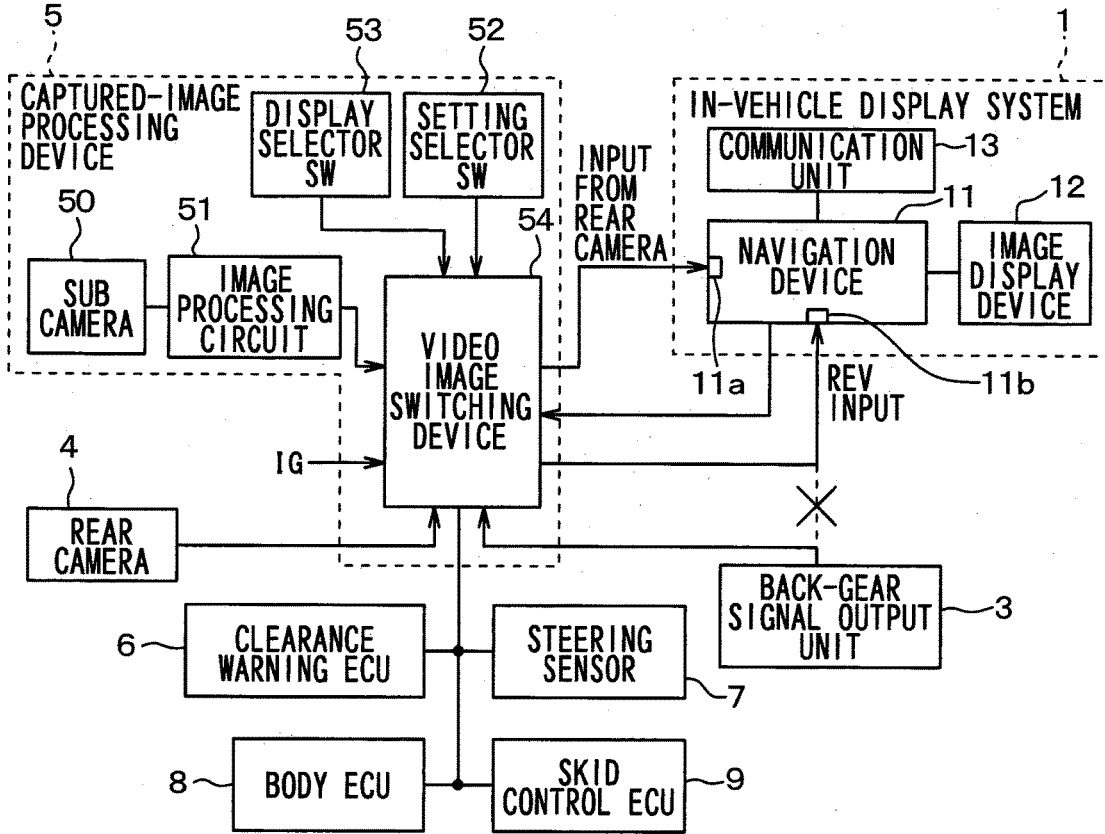 5
53
52
1
CAPTURED-IMAGE
PROCESSING
DEVICE
DISPLAY
SELECTOR
SW
SETTING
SELECTOR
SW
IN-VEHICLE DISPLAY SYSTEM
COMMUNICATION
UNIT
13
INPUT
FROM
REAR
CAMERA
50
51
54
11
12
SUB
CAMERA
IMAGE
PROCESSING
CIRCUIT
NAVIGATION
DEVICE
IMAGE
DISPLAY
DEVICE
VIDEO
IMAGE
SWITCHING
DEVICE
11a
REV
INPUT
11b
IG
4
REAR
CAMERA
BACK-GEAR
SIGNAL OUTPUT
UNIT
3
6
CLEARANCE
WARNING ECU
STEERING
SENSOR
7
8
BODY ECU
SKID
CONTROL ECU
9